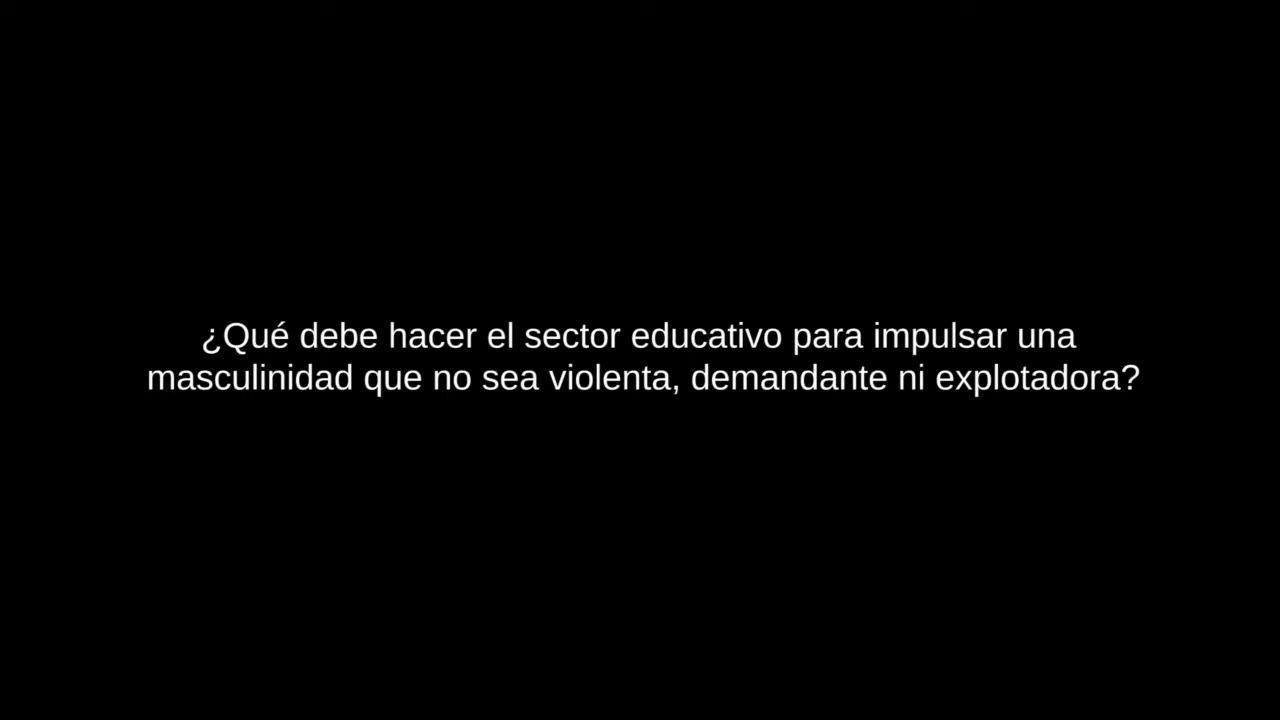 ¿Qué debe hacer el sector educativo para impulsar una
masculinidad que no sea violenta, demandante ni explotadora?